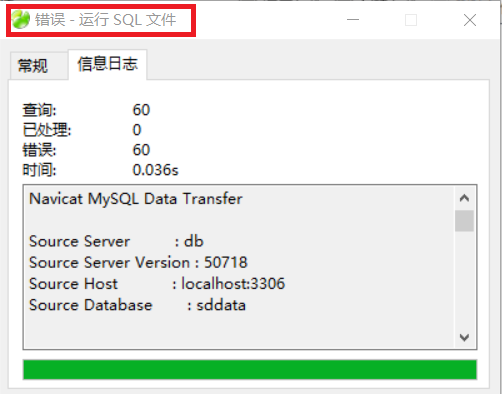 错误 - 运行 SQL 文件
常规 信息日志
查询: 60
已处理: 0
错误: 60
时间: 0.036s
Navicat MySQL Data Transfer
Source Server : db
Source Server Version : 50718
Source Host : localhost:3306
Source Database : sddata